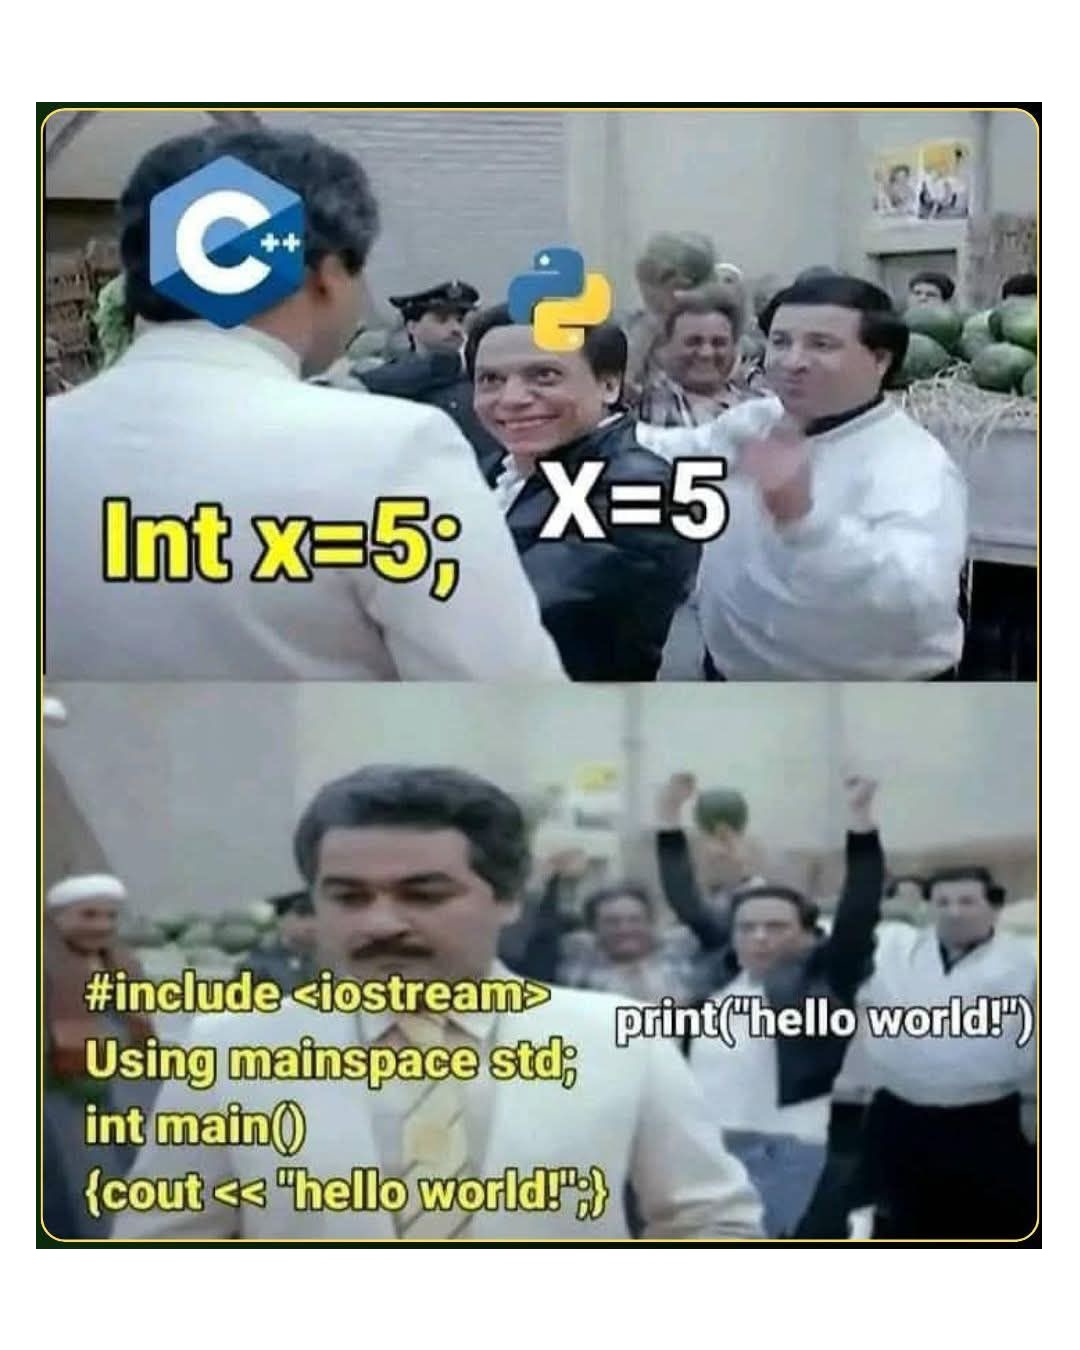 C++
Int x=5;
X=5
#include <iostream>
Using mainspace std;
int main()
{cout << "hello world!";}
print("hello world!")